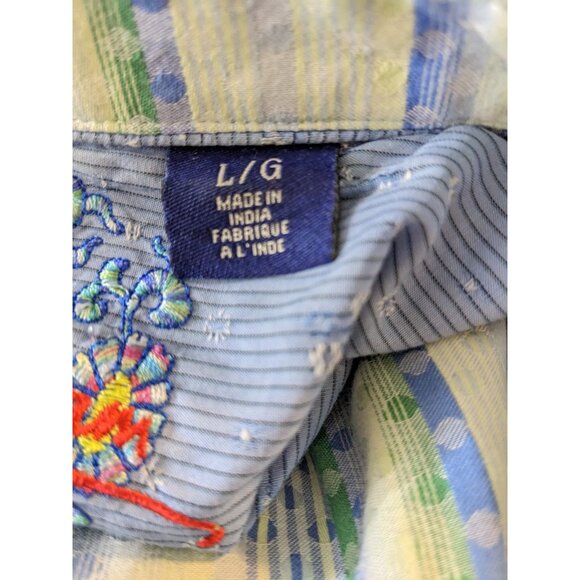 L/G
MADE IN
INDIA
FABRIQUE
A L'INDE